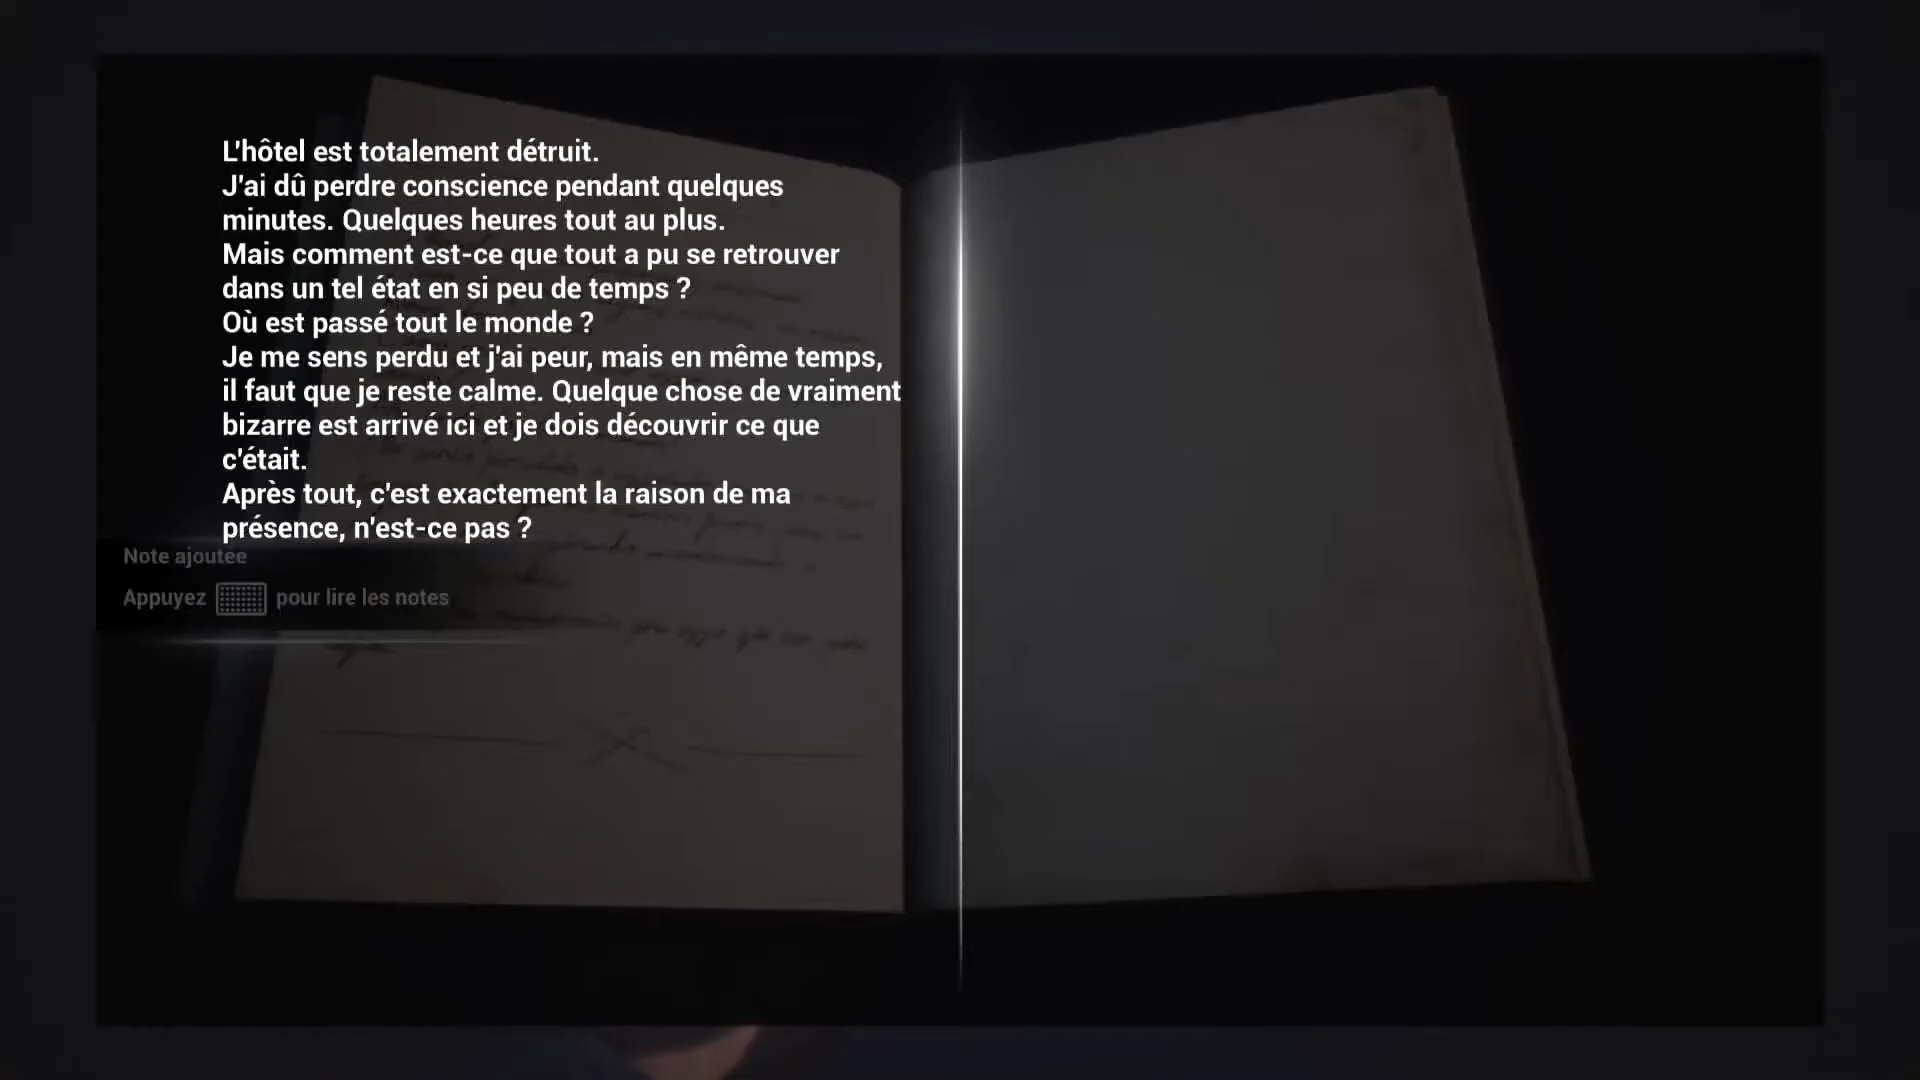 L'hôtel est totalement détruit.
J'ai dû perdre conscience pendant quelques
minutes. Quelques heures tout au plus.
Mais comment est-ce que tout a pu se retrouver
dans un tel état en si peu de temps ?
Où est passé tout le monde ?
Je me sens perdu et j'ai peur, mais en même temps,
il faut que je reste calme. Quelque chose de vraiment
bizarre est arrivé ici et je dois découvrir ce que
c'était.
Après tout, c'est exactement la raison de ma
présence, n'est-ce pas ?
Note ajoutée
Appuyez pour lire les notes